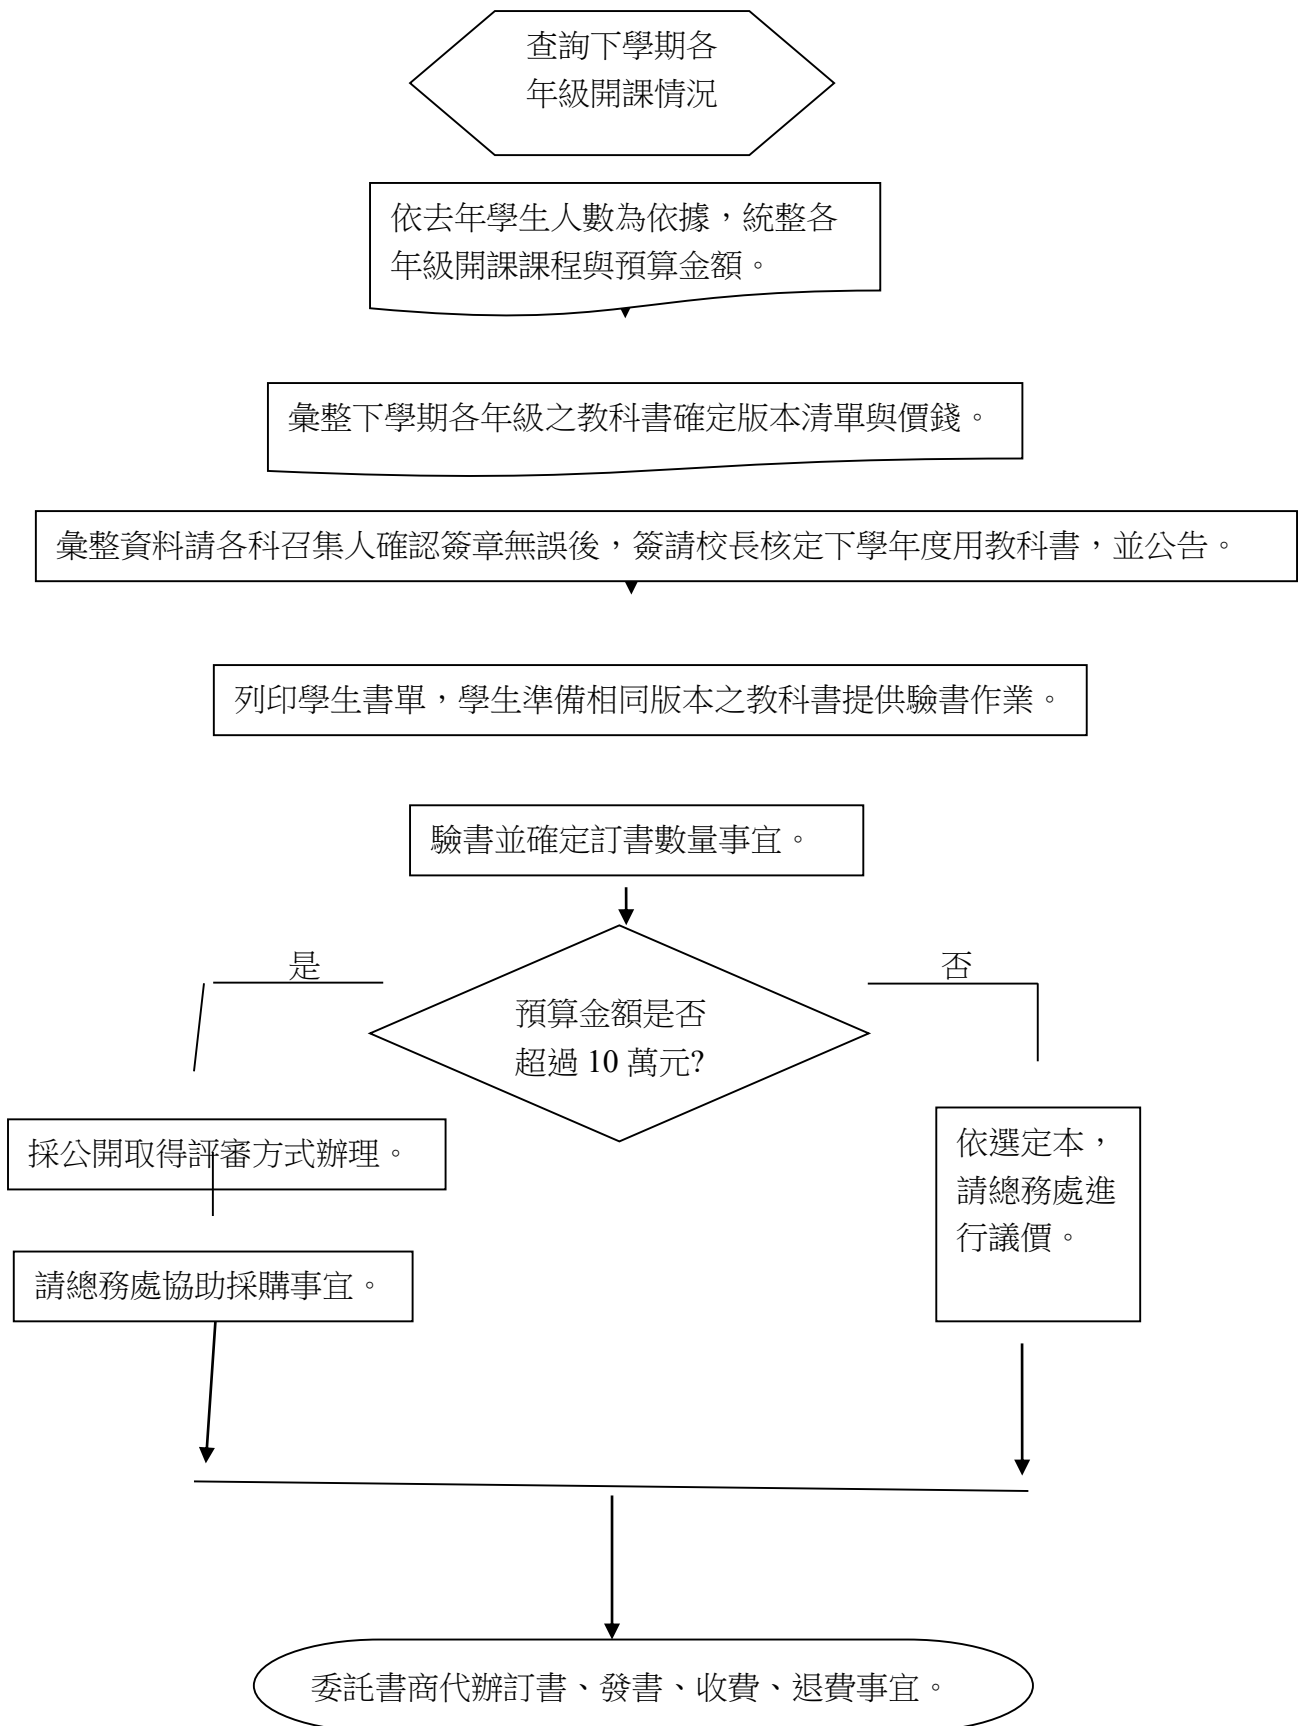 查詢下學期各
年級開課情況
依去年學生人數為依據，統整各
年級開課課程與預算金額。
彙整下學期各年級之教科書確定版本清單與價錢。
彙整資料請各科召集人確認簽章無誤後，簽請校長核定下學年度用教科書，並公告。
列印學生書單，學生準備相同版本之教科書提供驗書作業。
驗書並確定訂書數量事宜。
是
否
預算金額是否
超過 10 萬元?
採公開取得評審方式辦理。
依選定本，
請總務處進
行議價。
請總務處協助採購事宜。
委託書商代辦訂書、發書、收費、退費事宜。